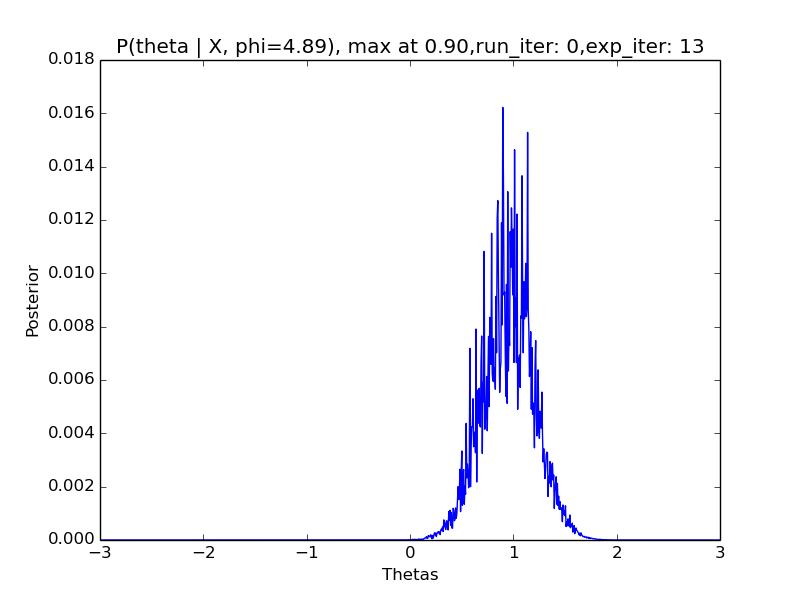 P(theta | X, phi=4.89), max at 0.90,run_iter: 0,exp_iter: 13
0.018
0.016
0.014
0.012
0.010
0.008
0.006
0.004
0.002
0.000
Posterior
−3 −2 −1 0 1 2 3
Thetas